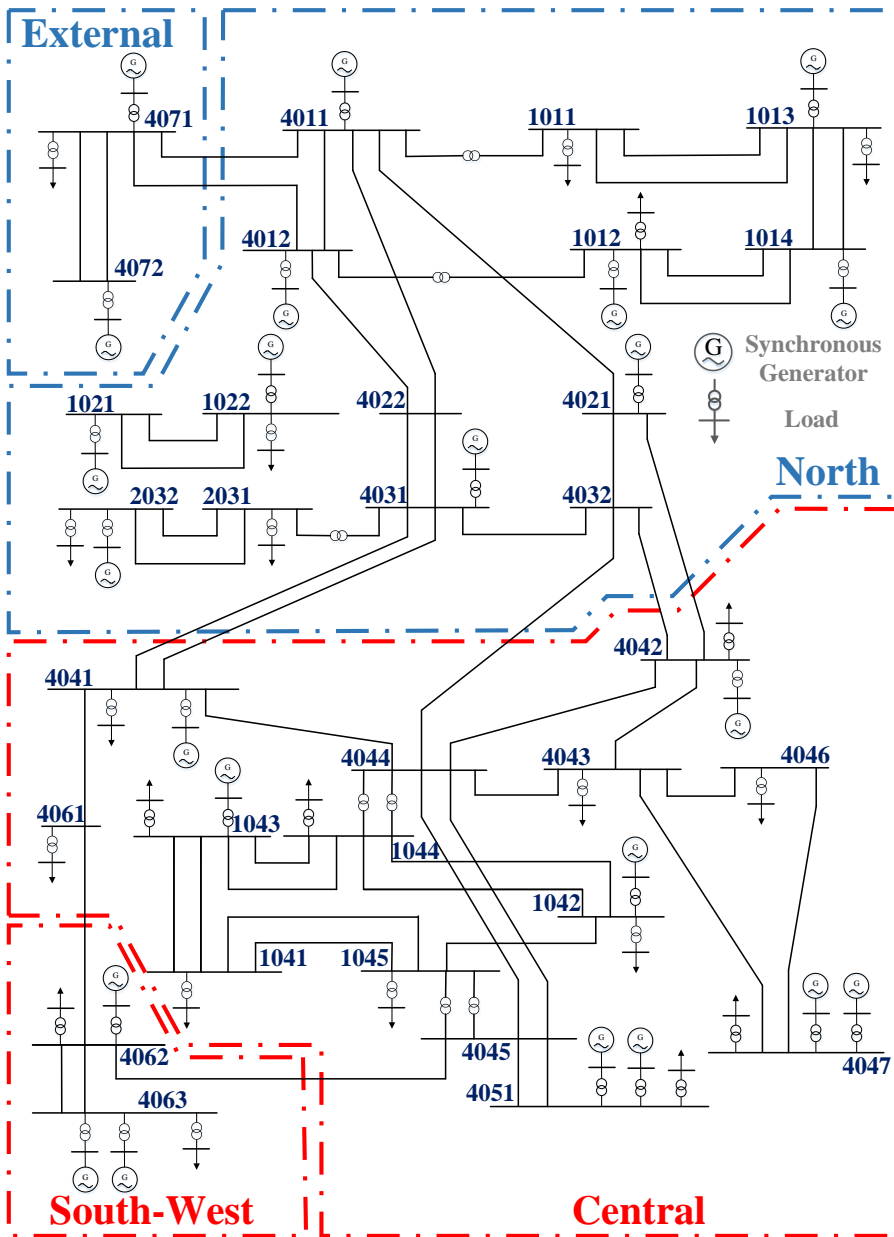 External
G
G
G
4071
4011
1011
1013
4012
1012
1014
4072
G
G
G
G
G
G
G
Synchronous
Generator
Load
1021
1022
4022
4021
G
G
North
2032
2031
4031
4032
G
4042
4041
G
G
4044
4043
4046
G
4061
1043
1044
G
1042
1041
1045
G
G
G
4062
4045
4047
G
G
4051
4063
G
G
South-West
Central